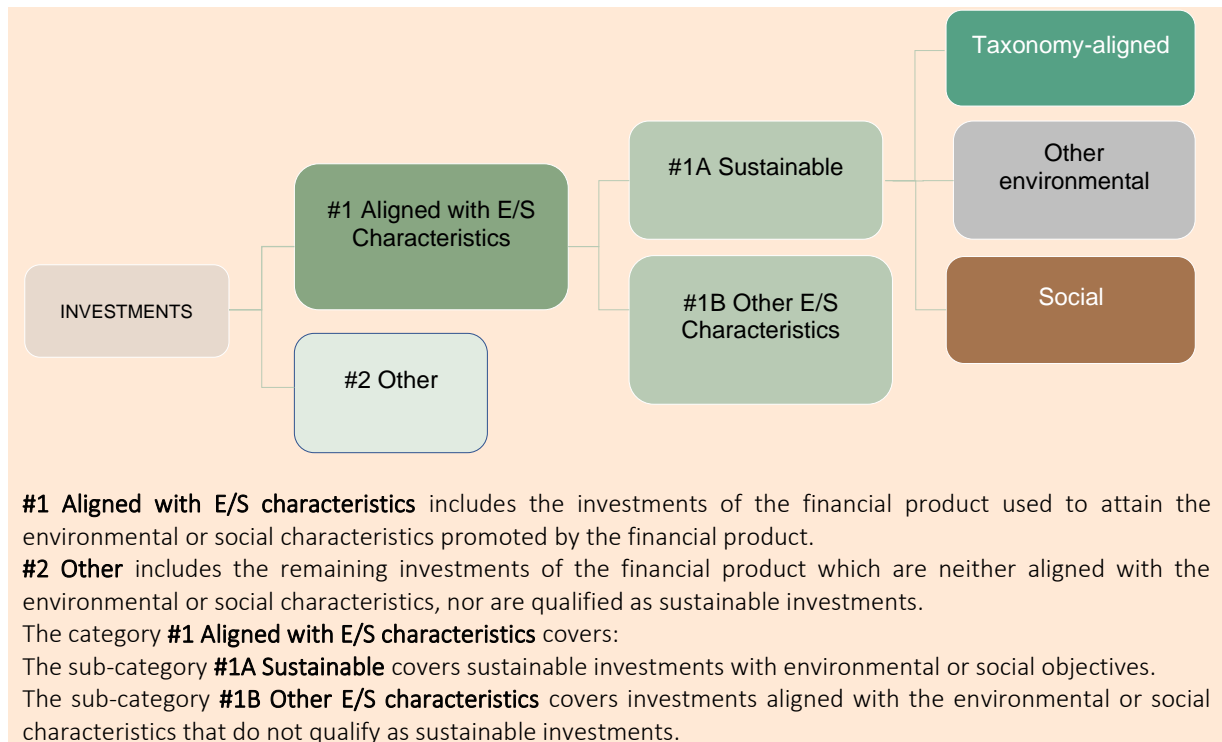 Taxonomy-aligned
Other
environmental
#1A Sustainable
#1 Aligned with E/S
Characteristics
Social
#1B Other E/S
Characteristics
INVESTMENTS
#2 Other
#1 Aligned with E/S characteristics includes the investments of the financial product used to attain the
environmental or social characteristics promoted by the financial product.
#2 Other includes the remaining investments of the financial product which are neither aligned with the
environmental or social characteristics, nor are qualified as sustainable investments.
The category #1 Aligned with E/S characteristics covers:
The sub-category #1A Sustainable covers sustainable investments with environmental or social objectives.
The sub-category #1B Other E/S characteristics covers investments aligned with the environmental or social
characteristics that do not qualify as sustainable investments.